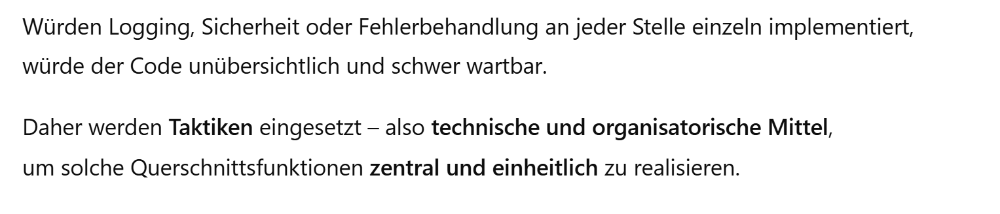 Würden Logging, Sicherheit oder Fehlerbehandlung an jeder Stelle einzeln implementiert,
würde der Code unübersichtlich und schwer wartbar.
Daher werden Taktiken eingesetzt – also technische und organisatorische Mittel,
um solche Querschnittsfunktionen zentral und einheitlich zu realisieren.